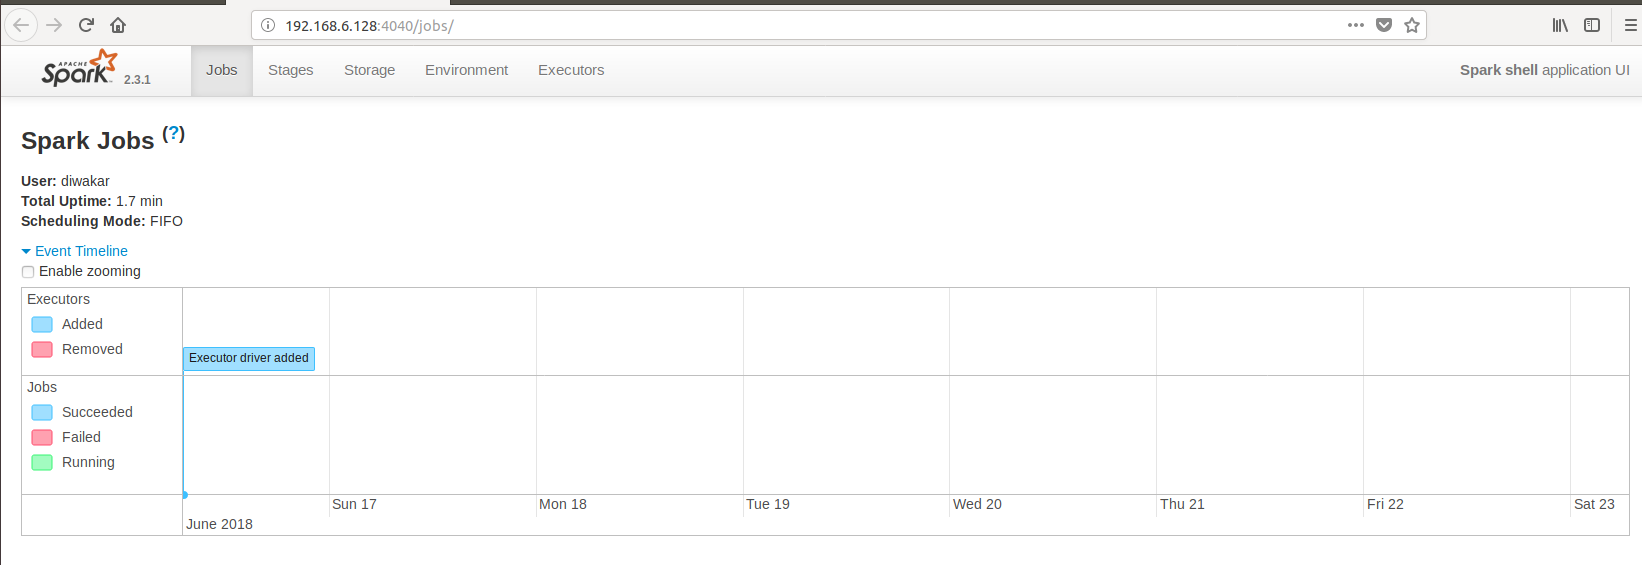 192.168.6.128:4040/jobs/
APACHE
Spark 2.3.1 Jobs Stages Storage Environment Executors Spark shell application UI
Spark Jobs (?)
User: diwakar
Total Uptime: 1.7 min
Scheduling Mode: FIFO
Event Timeline
Enable zooming
Executors
Added
Removed
Executor driver added
Jobs
Succeeded
Failed
Running
Sun 17 Mon 18 Tue 19 Wed 20 Thu 21 Fri 22 Sat 23
June 2018